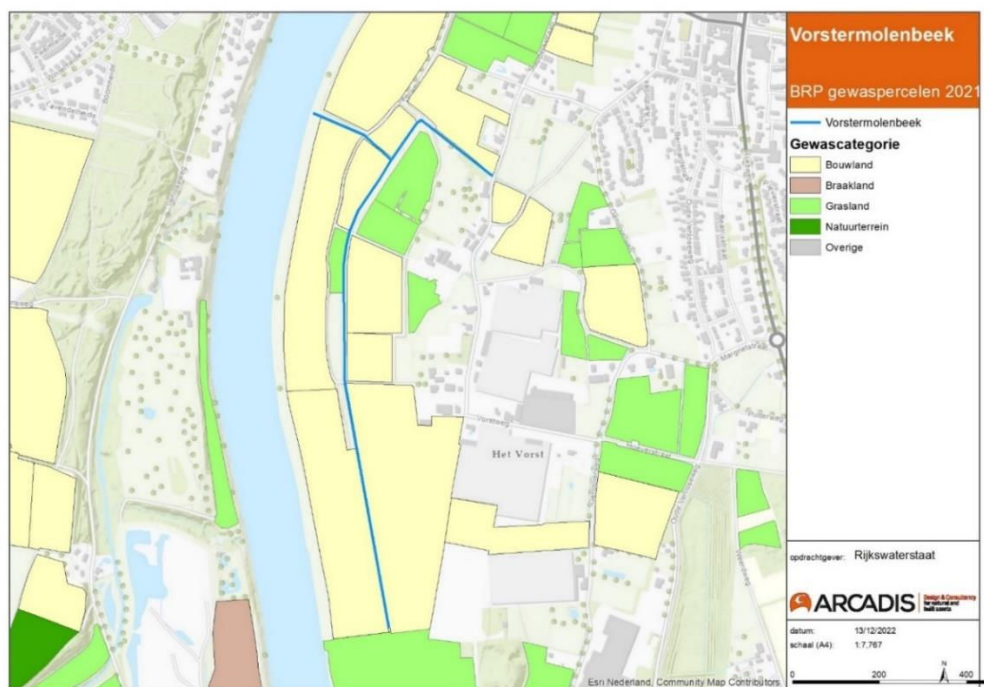 Vorstermolenbeek
BRP gewaspercelen 2021
Vorstermolenbeek
Gewascategorie
Bouwland
Braakland
Grasland
Natuurterrein
Overige
Het Vorst
opdrachtgever: Rijkswaterstaat
ARCADIS
Design & Consultancy
for natural and
built assets
datum: 13/12/2022
schaal (A4): 1:7,767
N
0 200 400
Esri Nederland, Community Map Contributors